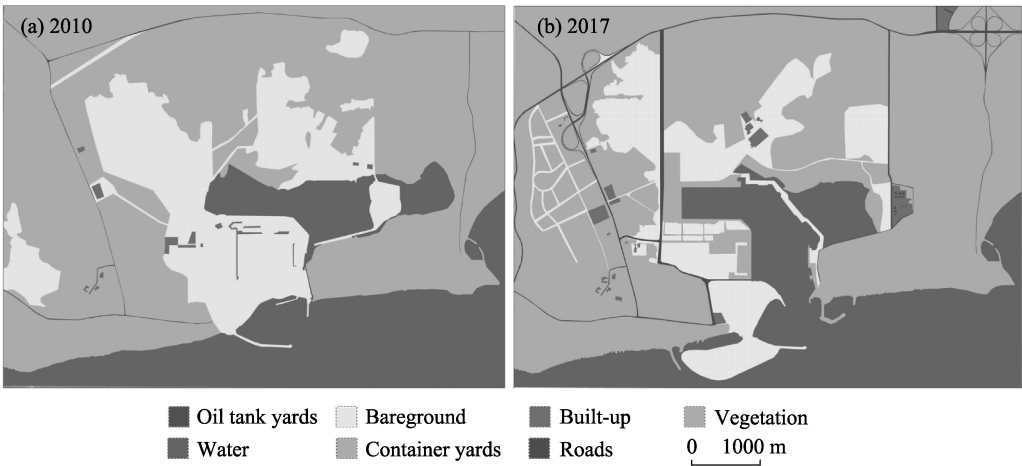 (a) 2010
(b) 2017
Oil tank yards Bareground Built-up Vegetation
Water Container yards Roads 0 1000 m